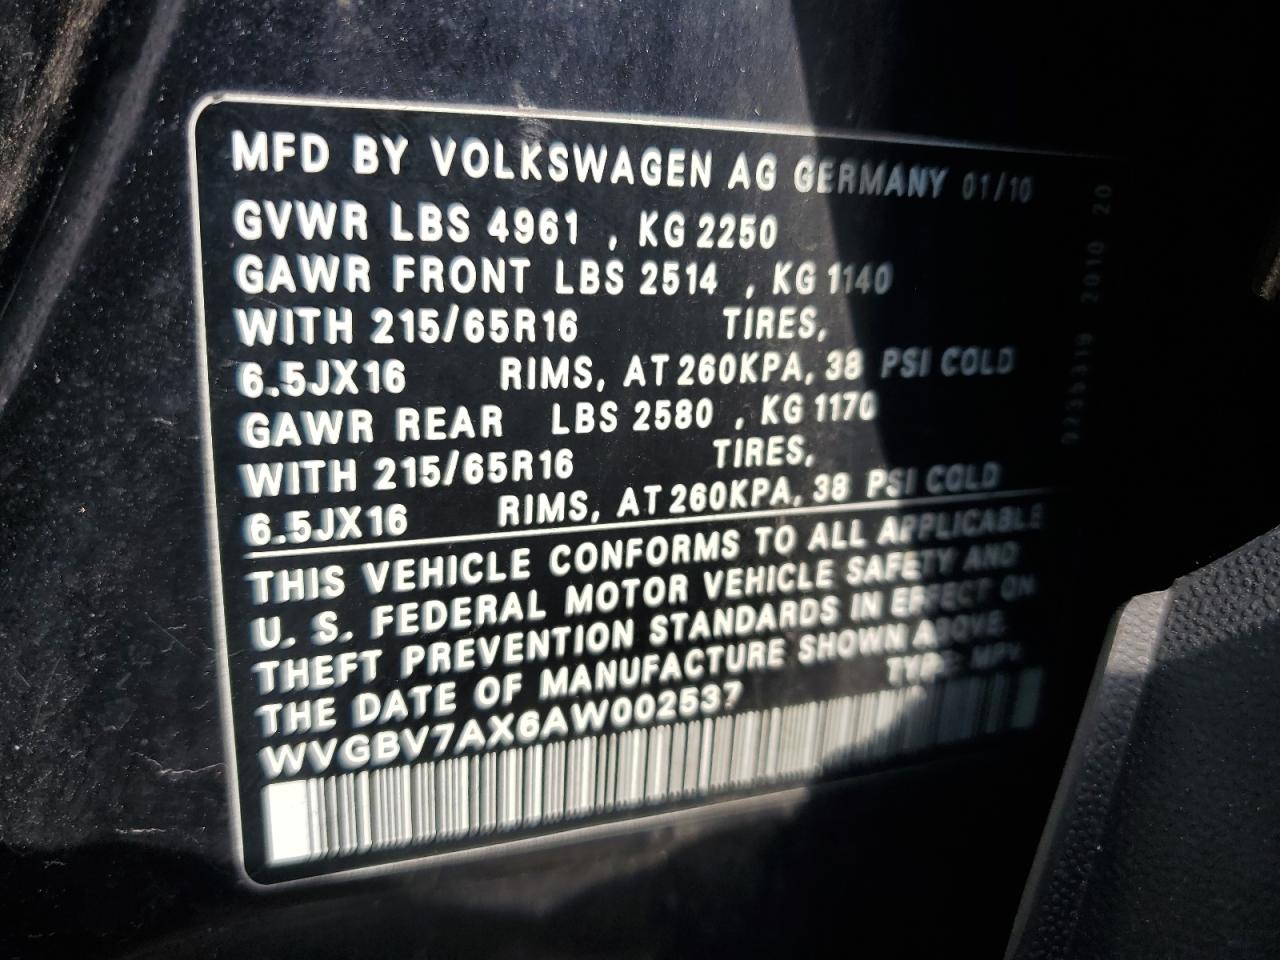 MFD BY VOLKSWAGEN AG GERMANY 01/10
GVWR LBS 4961 , KG 2250
GAWR FRONT LBS 2514 , KG 1140
WITH 215/65R16 TIRES,
6.5JX16 RIMS, AT 260KPA, 38 PSI COLD
GAWR REAR LBS 2580 , KG 1170
WITH 215/65R16 TIRES,
6.5JX16 RIMS, AT 260KPA, 38 PSI COLD
THIS VEHICLE CONFORMS TO ALL APPLICABLE
U. S. FEDERAL MOTOR VEHICLE SAFETY AND
THEFT PREVENTION STANDARDS IN EFFECT ON
THE DATE OF MANUFACTURE SHOWN ABOVE.
WVGBV7AX6AW002537 TYPE: MPV
2010 20